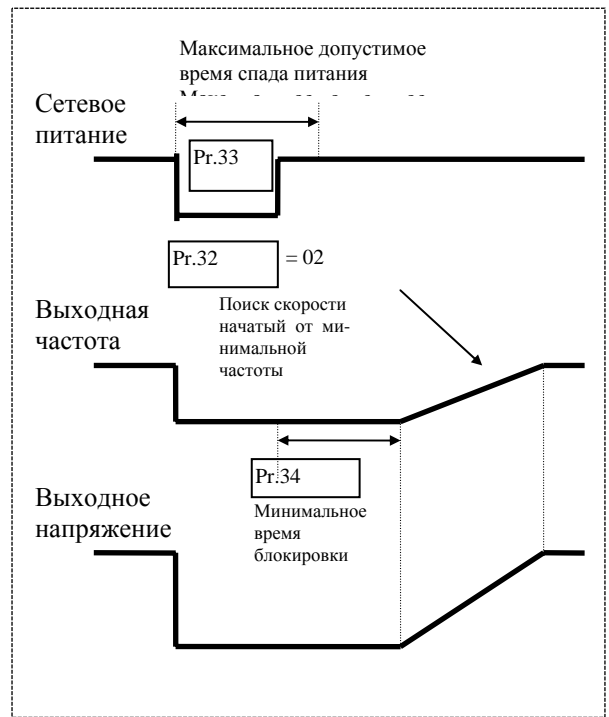 Максимальное допустимое
время спада питания
Сетевое
питание
Pr.33
Pr.32
= 02
Поиск скорости
начатый от ми-
нимальной
частоты
Выходная
частота
Pr.34
Минимальное
время
блокировки
Выходное
напряжение